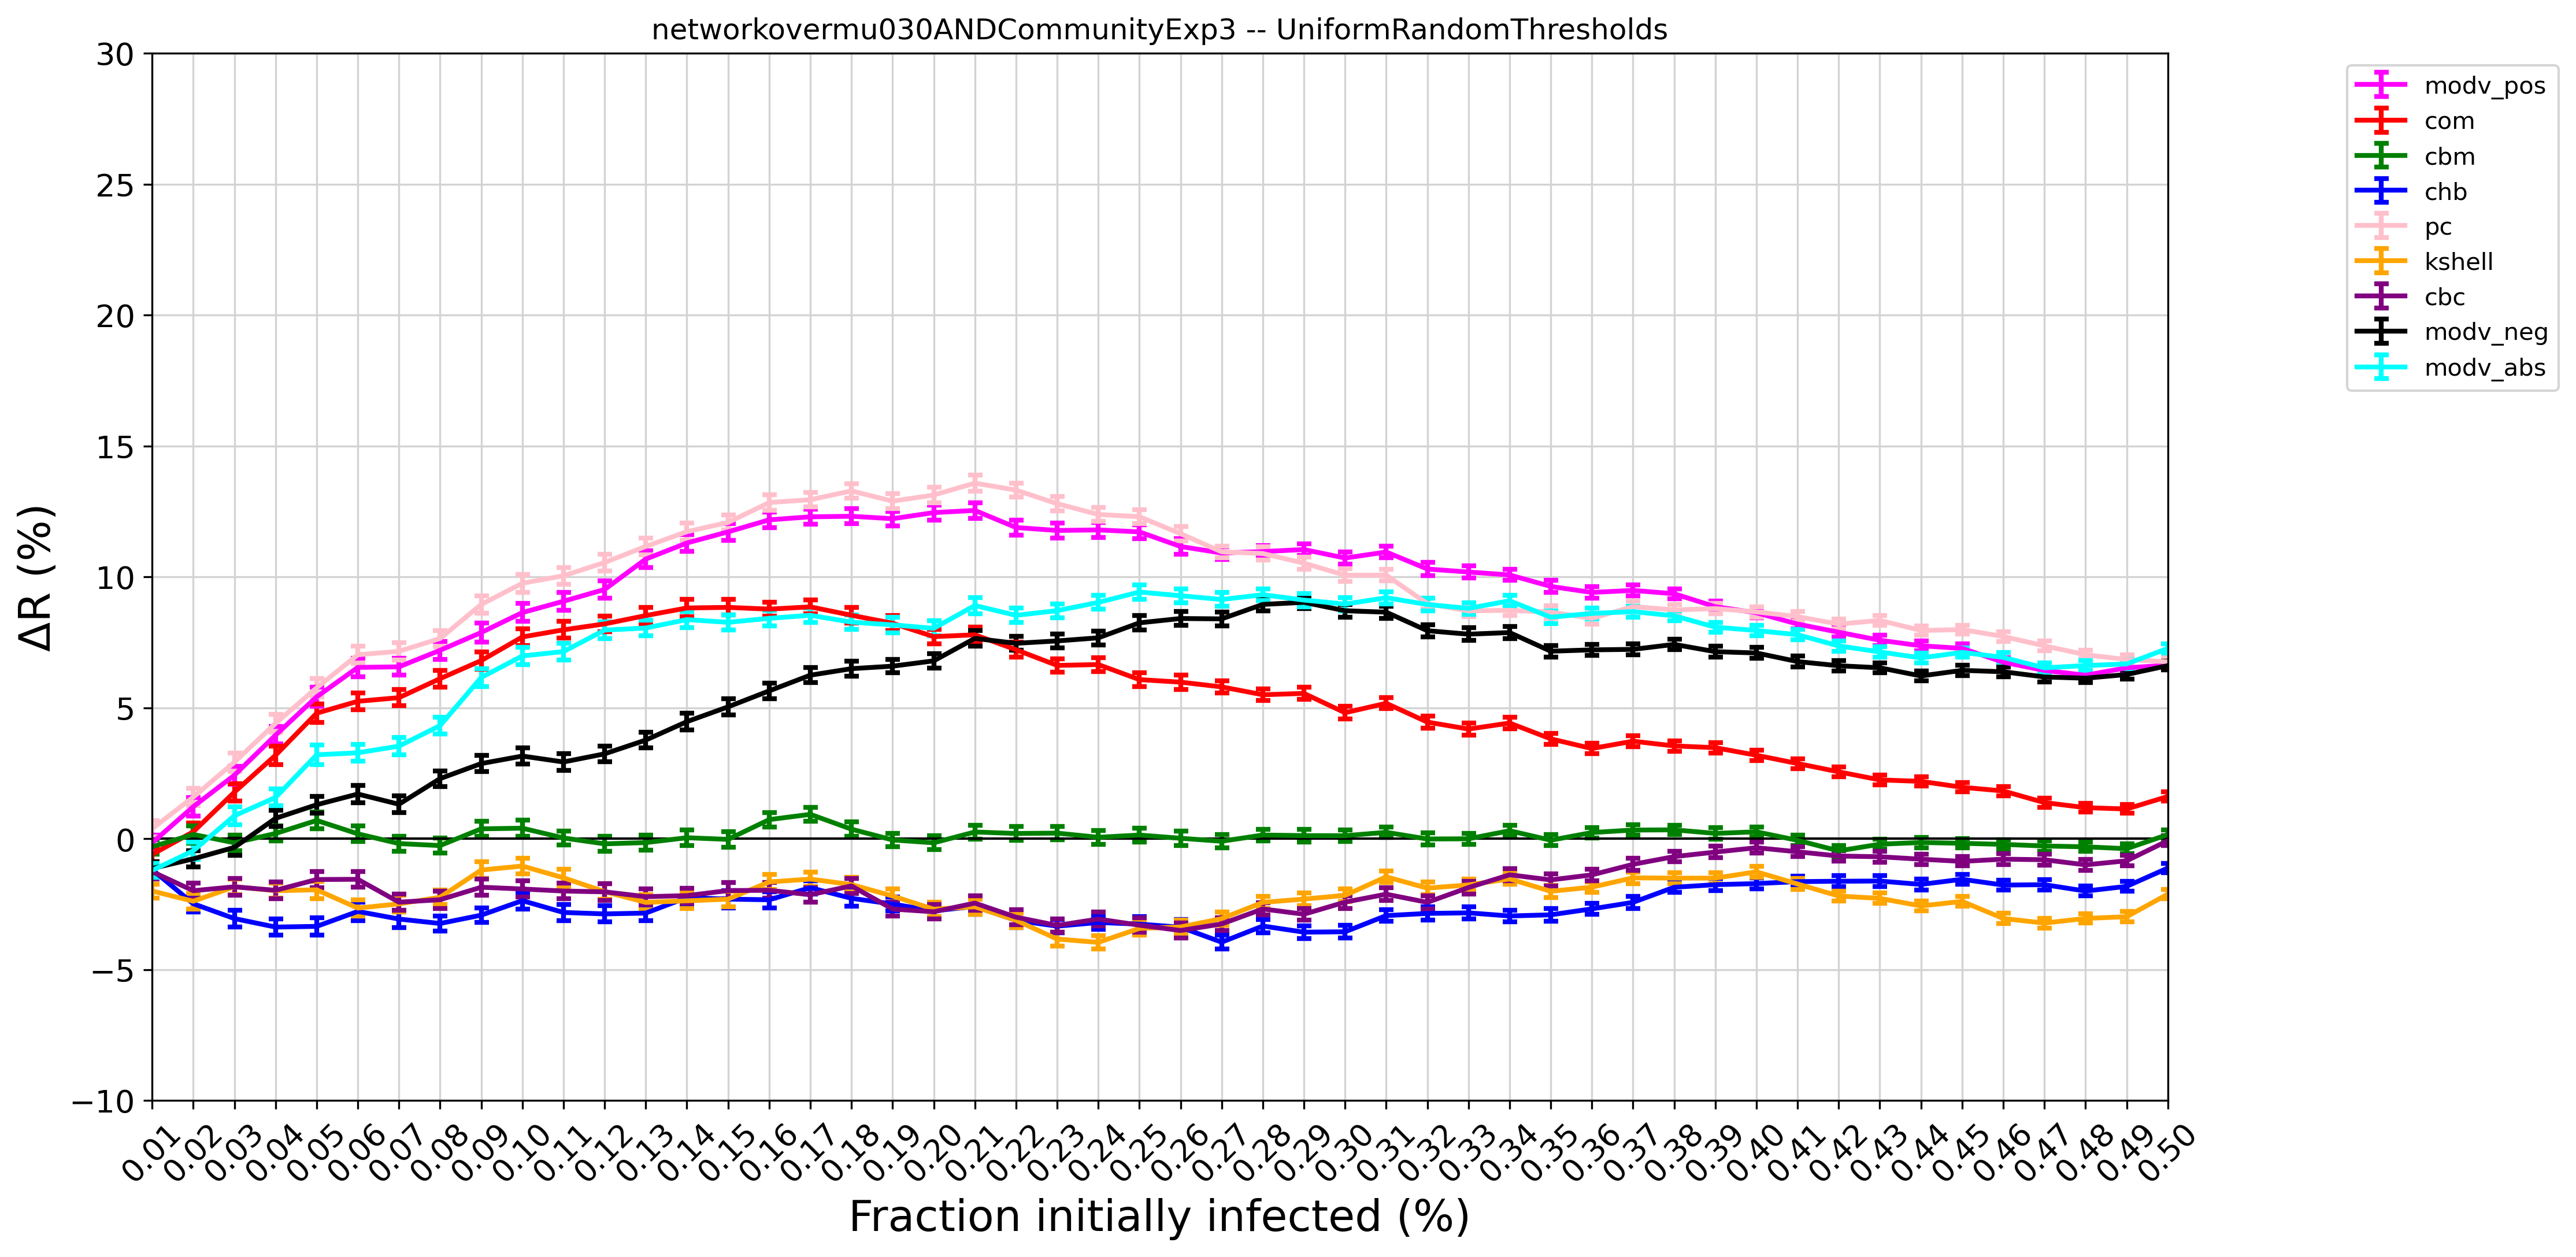 networkovermu030ANDCommunityExp3 -- UniformRandomThresholds
30
25
20
15
10
5
0
−5
−10
ΔR (%)
0.01 0.02 0.03 0.04 0.05 0.06 0.07 0.08 0.09 0.10 0.11 0.12 0.13 0.14 0.15 0.16 0.17 0.18 0.19 0.20 0.21 0.22 0.23 0.24 0.25 0.26 0.27 0.28 0.29 0.30 0.31 0.32 0.33 0.34 0.35 0.36 0.37 0.38 0.39 0.40 0.41 0.42 0.43 0.44 0.45 0.46 0.47 0.48 0.49 0.50
Fraction initially infected (%)
modv_pos
com
cbm
chb
pc
kshell
cbc
modv_neg
modv_abs